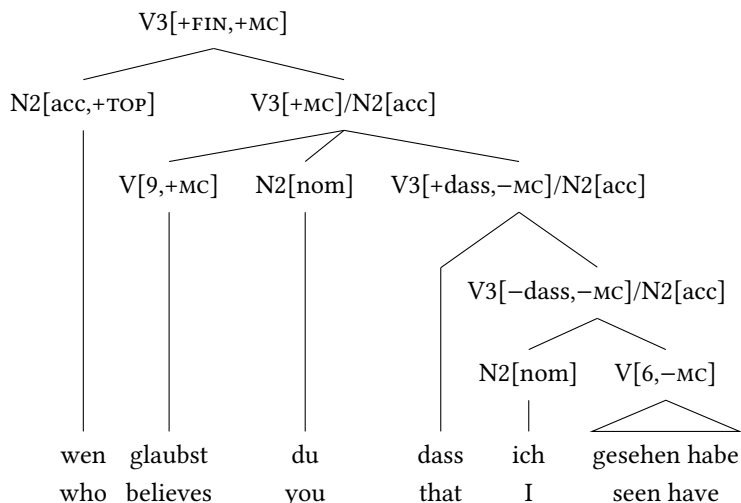 V3[+FIN,+MC]
N2[acc,+TOP] V3[+MC]/N2[acc]
V[9,+MC] N2[nom] V3[+dass,−MC]/N2[acc]
V3[−dass,−MC]/N2[acc]
N2[nom] V[6,−MC]
wen glaubst du dass ich gesehen habe
who believes you that I seen have